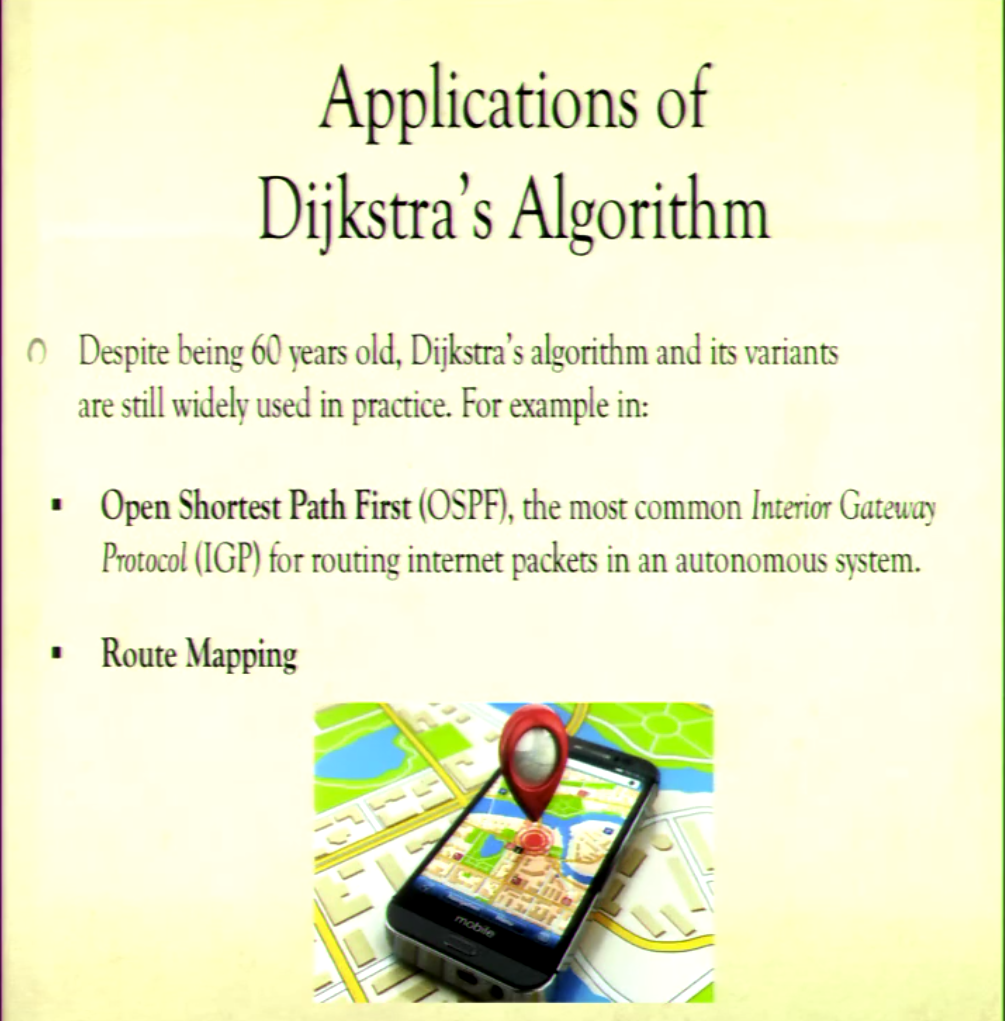 Applications of
Dijkstra's Algorithm
Despite being 60 years old, Dijkstra's algorithm and its variants
are still widely used in practice. For example in:
▪ Open Shortest Path First (OSPF), the most common Interior Gateway
Protocol (IGP) for routing internet packets in an autonomous system.
▪ Route Mapping
mobile